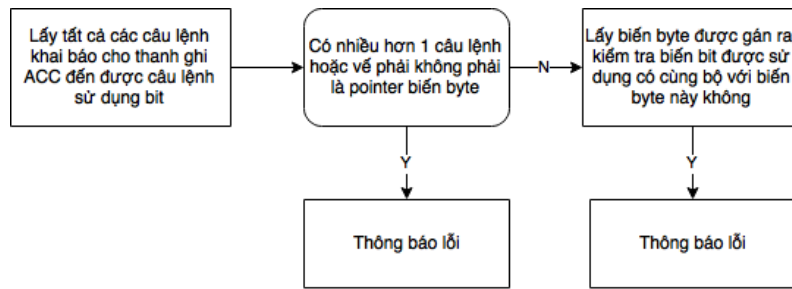 Lấy tất cả các câu lệnh
khai báo cho thanh ghi
ACC đến được câu lệnh
sử dụng bit
Có nhiều hơn 1 câu lệnh
hoặc vế phải không phải
là pointer biến byte
N
Lấy biến byte được gán ra
kiểm tra biến bit được sử
dụng có cùng bộ với biến
byte này không
Y
Y
Thông báo lỗi
Thông báo lỗi